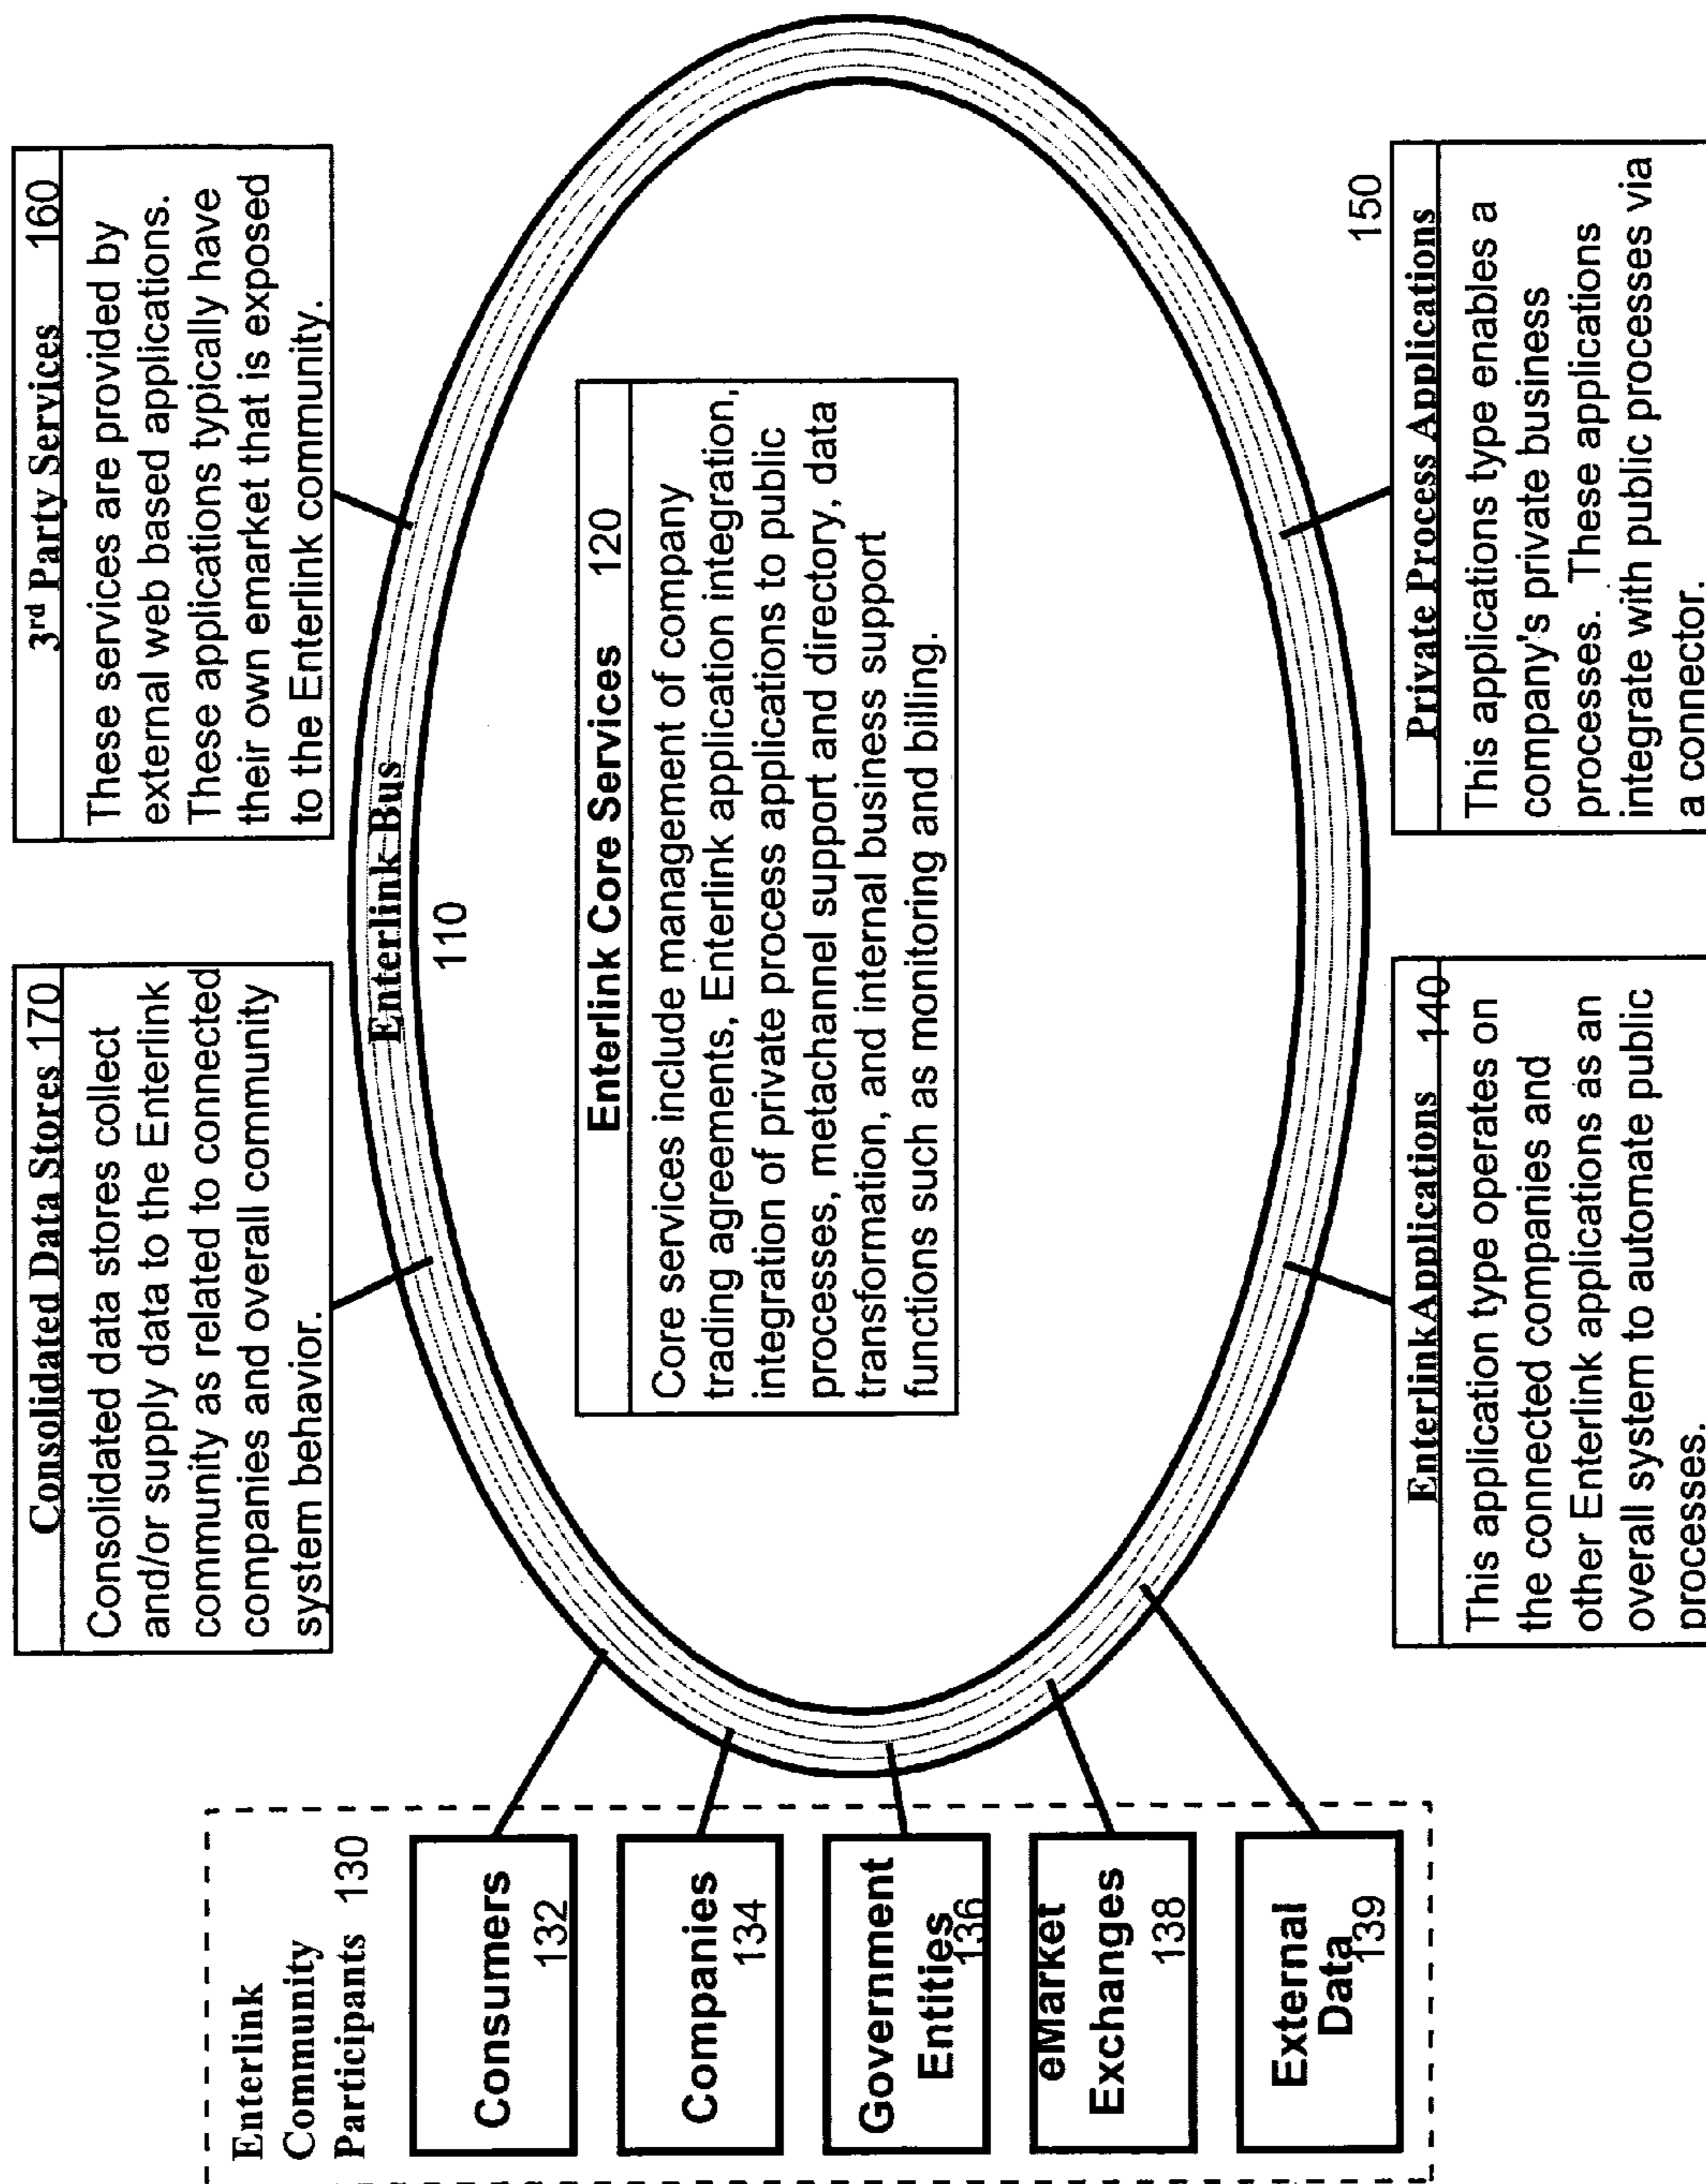 Consolidated Data Stores 170
Consolidated data stores collect
and/or supply data to the Enterlink
community as related to connected
companies and overall community
system behavior.
3rd Party Services 160
These services are provided by
external web based applications.
These applications typically have
their own emarket that is exposed
to the Enterlink community.
Enterlink Bus
110
Enterlink
Community
Participants 130
Consumers
132
Companies
134
Government
Entities
136
eMarket
Exchanges
138
External
Data
139
Enterlink Core Services 120
Core services include management of company
trading agreements, Enterlink application integration,
integration of private process applications to public
processes, metachannel support and directory, data
transformation, and internal business support
functions such as monitoring and billing.
Enterlink Applications 140
This application type operates on
the connected companies and
other Enterlink applications as an
overall system to automate public
processes.
150
Private Process Applications
This applications type enables a
company's private business
processes. These applications
integrate with public processes via
a connector.